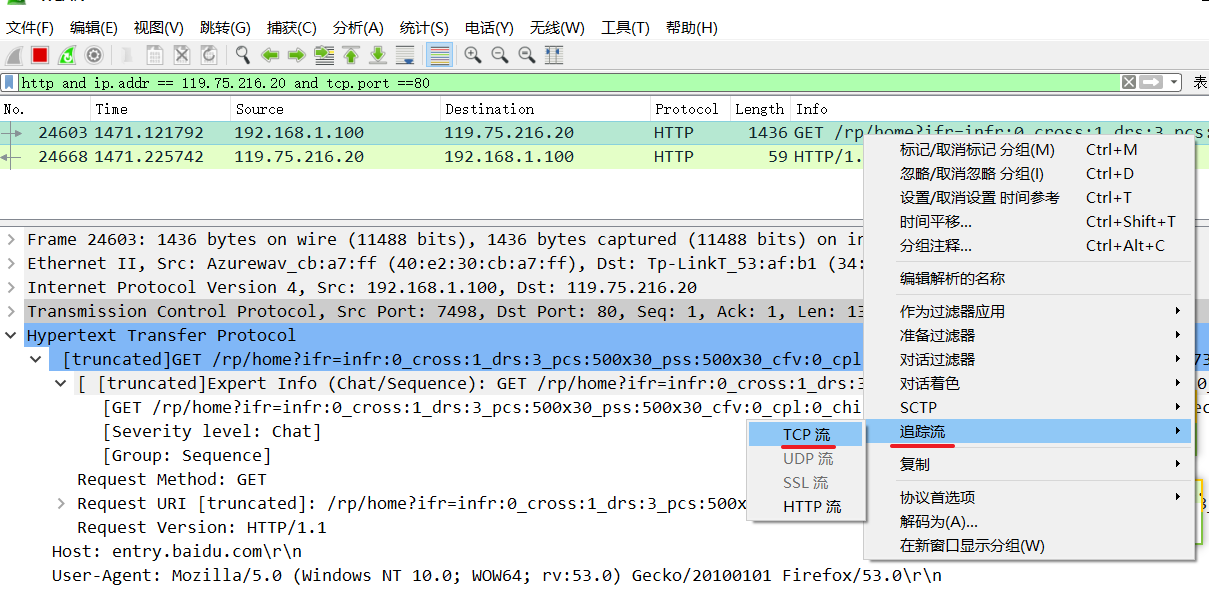 文件(F) 编辑(E) 视图(V) 跳转(G) 捕获(C) 分析(A) 统计(S) 电话(Y) 无线(W) 工具(T) 帮助(H)
http and ip.addr == 119.75.216.20 and tcp.port ==80 表
No. Time Source Destination Protocol Length Info
24603 1471.121792 192.168.1.100 119.75.216.20 HTTP 1436 GET /rp/home?ifr=infr:0_cross:1_drs:3_pcs:
24668 1471.225742 119.75.216.20 192.168.1.100 HTTP 59 HTTP/1.
标记/取消标记 分组(M) Ctrl+M
忽略/取消忽略 分组(I) Ctrl+D
设置/取消设置 时间参考 Ctrl+T
时间平移... Ctrl+Shift+T
分组注释... Ctrl+Alt+C
编辑解析的名称
作为过滤器应用
准备过滤器
对话过滤器
对话着色
SCTP
追踪流
复制
协议首选项
解码为(A)...
在新窗口显示分组(W)
TCP 流
UDP 流
SSL 流
HTTP 流
Frame 24603: 1436 bytes on wire (11488 bits), 1436 bytes captured (11488 bits) on in
Ethernet II, Src: Azurewav_cb:a7:ff (40:e2:30:cb:a7:ff), Dst: Tp-LinkT_53:af:b1 (34:
Internet Protocol Version 4, Src: 192.168.1.100, Dst: 119.75.216.20
Transmission Control Protocol, Src Port: 7498, Dst Port: 80, Seq: 1, Ack: 1, Len: 13
Hypertext Transfer Protocol
[truncated]GET /rp/home?ifr=infr:0_cross:1_drs:3_pcs:500x30_pss:500x30_cfv:0_cpl
[ [truncated]Expert Info (Chat/Sequence): GET /rp/home?ifr=infr:0_cross:1_drs:3
[GET /rp/home?ifr=infr:0_cross:1_drs:3_pcs:500x30_pss:500x30_cfv:0_cpl:0_chi
[Severity level: Chat]
[Group: Sequence]
Request Method: GET
Request URI [truncated]: /rp/home?ifr=infr:0_cross:1_drs:3_pcs:500x
Request Version: HTTP/1.1
Host: entry.baidu.com\r\n
User-Agent: Mozilla/5.0 (Windows NT 10.0; WOW64; rv:53.0) Gecko/20100101 Firefox/53.0\r\n